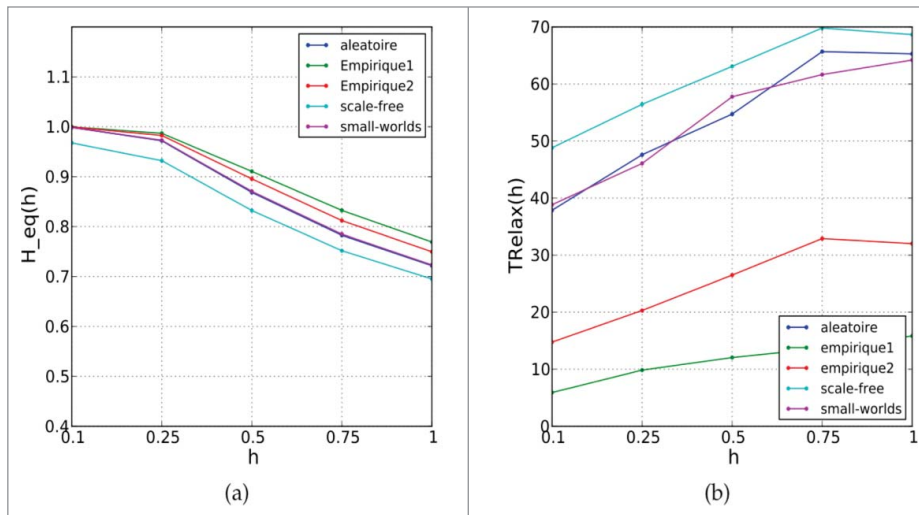 H_eq(h)
1.1
1.0
0.9
0.8
0.7
0.6
0.5
0.4
0.1 0.25 0.5 0.75 1
h
aleatoire
Empirique1
Empirique2
scale-free
small-worlds
(a)
TRelax(h)
70
60
50
40
30
20
10
0
0.1 0.25 0.5 0.75 1
h
aleatoire
empirique1
empirique2
scale-free
small-worlds
(b)